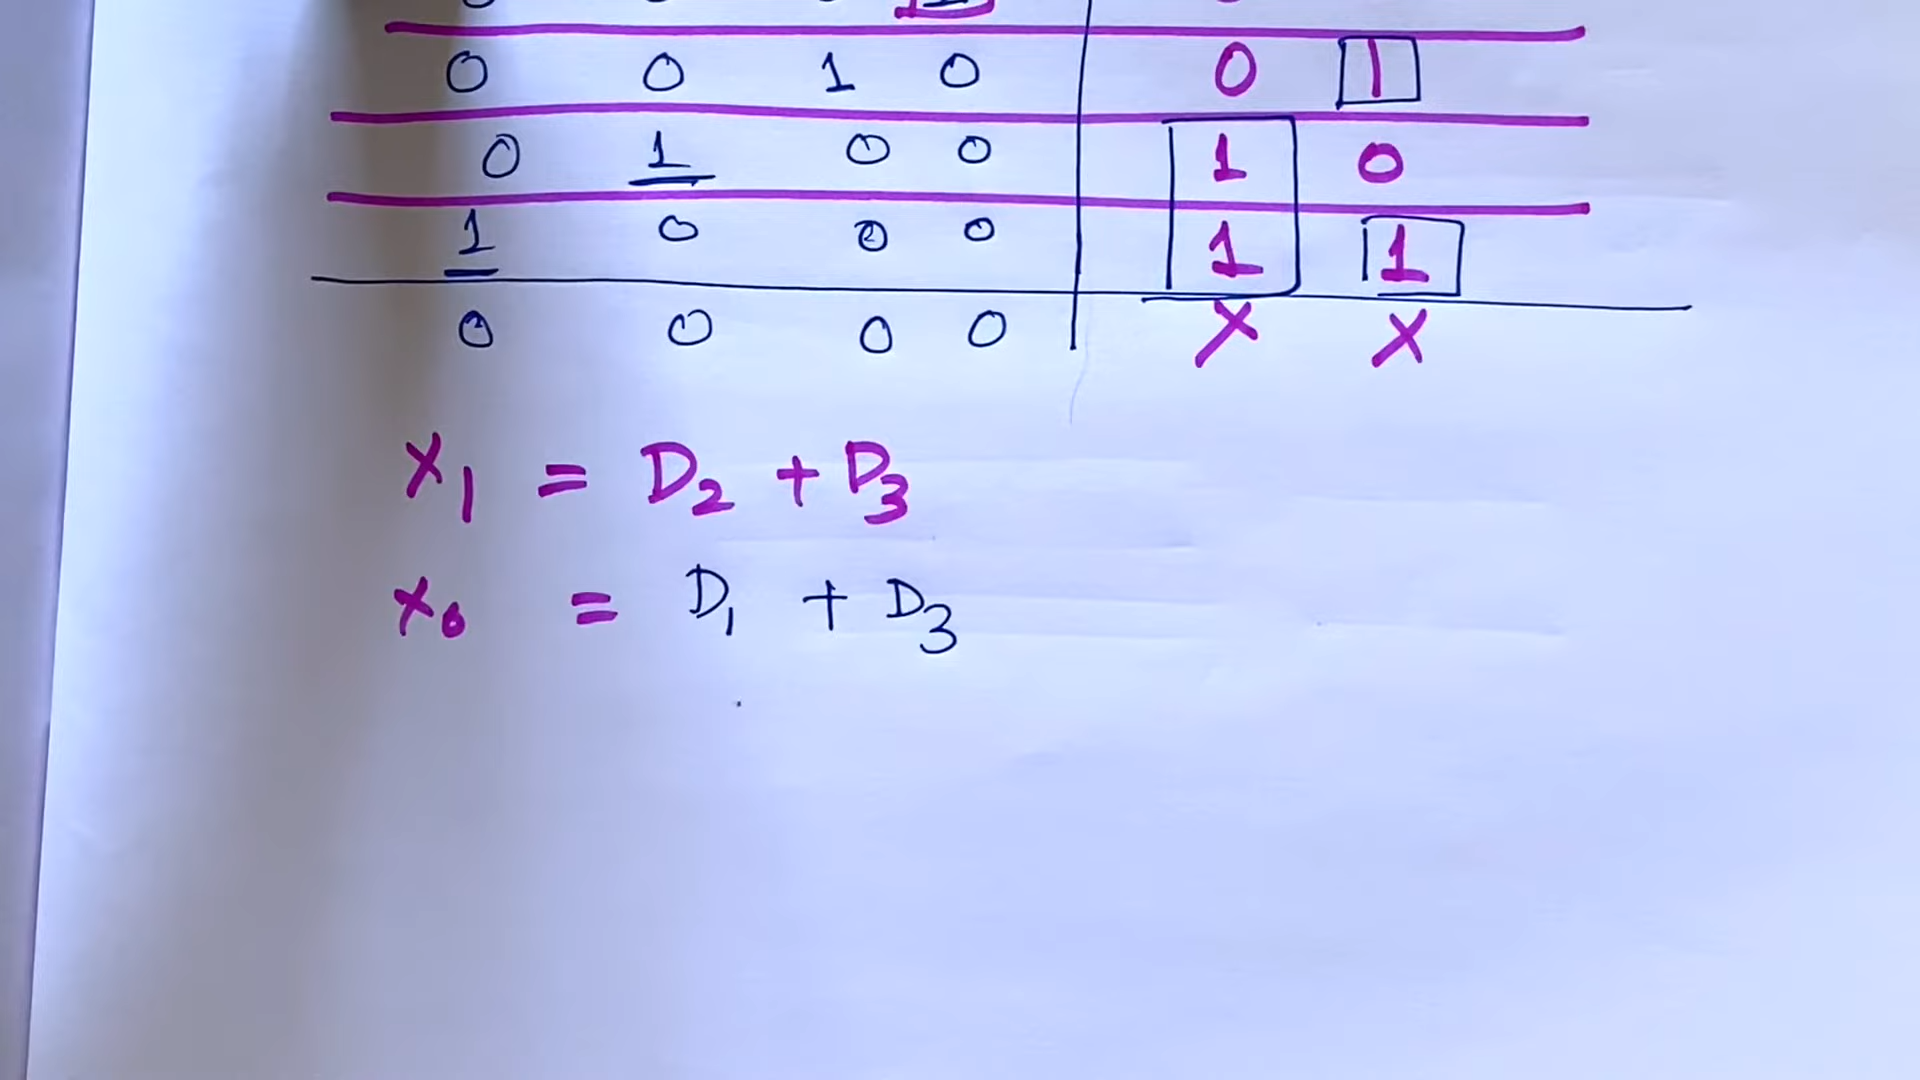 0 0 1 0 0 1
0 1 0 0 1 0
1 0 0 0 1 1
0 0 0 0 X X
X₁ = D₂ + D₃
X₀ = D₁ + D₃